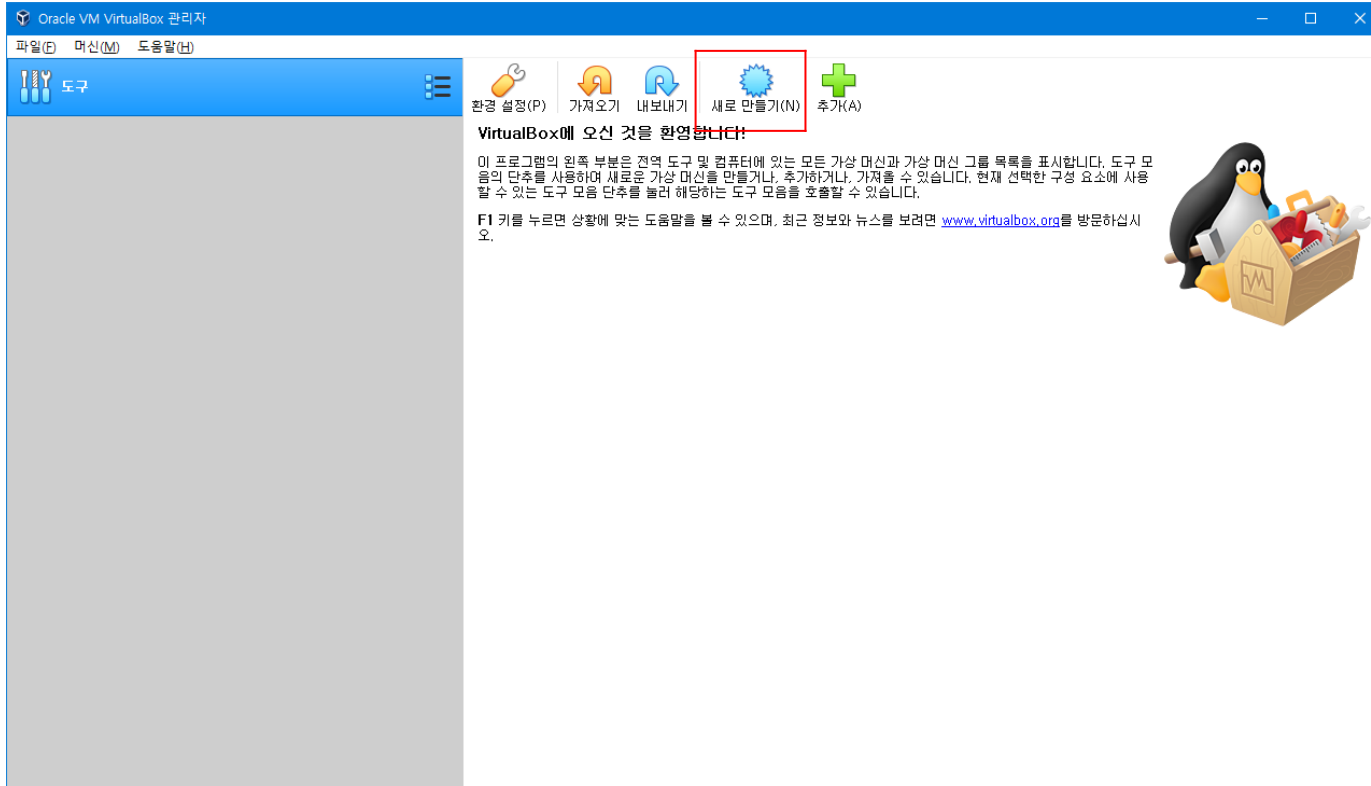 Oracle VM VirtualBox 관리자
파일(F) 머신(M) 도움말(H)
도구
환경 설정(P) 가져오기 내보내기 새로 만들기(N) 추가(A)
VirtualBox에 오신 것을 환영합니다!
이 프로그램의 왼쪽 부분은 전역 도구 및 컴퓨터에 있는 모든 가상 머신과 가상 머신 그룹 목록을 표시합니다. 도구 모
음의 단추를 사용하여 새로운 가상 머신을 만들거나, 추가하거나, 가져올 수 있습니다. 현재 선택한 구성 요소에 사용
할 수 있는 도구 모음 단추를 눌러 해당하는 도구 모음을 호출할 수 있습니다.
F1 키를 누르면 상황에 맞는 도움말을 볼 수 있으며, 최근 정보와 뉴스를 보려면 www.virtualbox.org를 방문하십시
오.